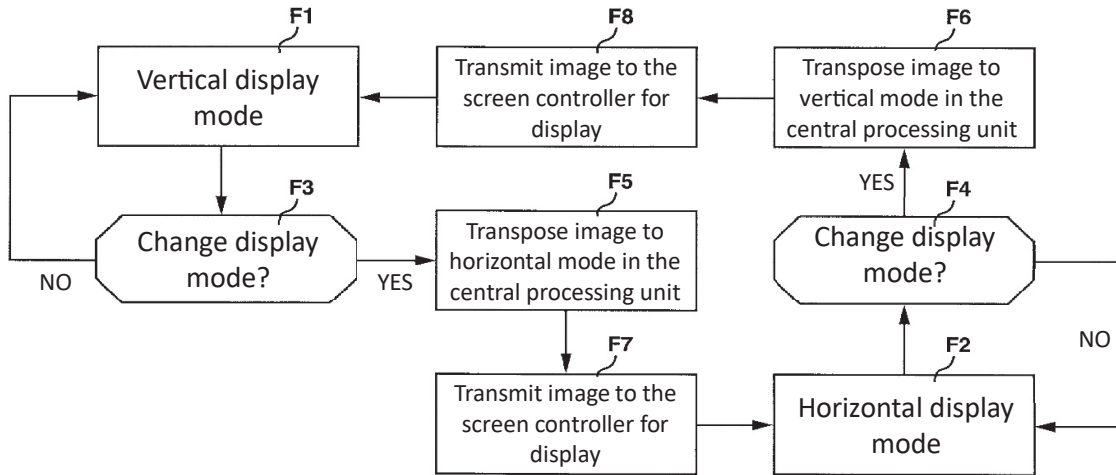 F1
Vertical display
mode
F8
Transmit image to the
screen controller for
display
F6
Transpose image to
vertical mode in the
central processing unit
F3
Change display
mode?
NO
YES
F5
Transpose image to
horizontal mode in the
central processing unit
YES
F4
Change display
mode?
NO
F7
Transmit image to the
screen controller for
display
F2
Horizontal display
mode